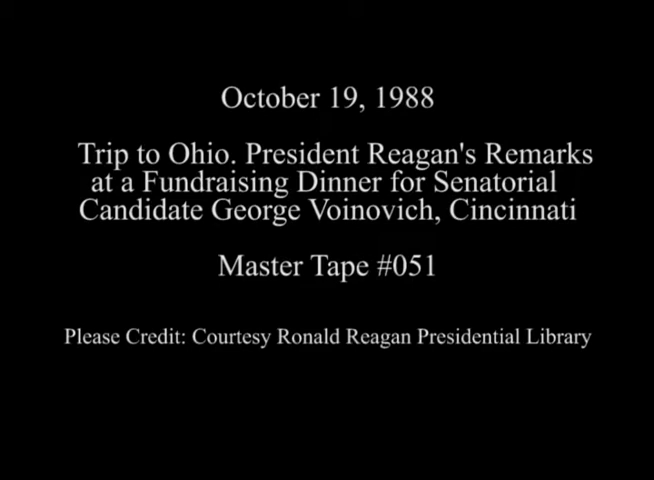 October 19, 1988
Trip to Ohio. President Reagan's Remarks
at a Fundraising Dinner for Senatorial
Candidate George Voinovich, Cincinnati
Master Tape #051
Please Credit: Courtesy Ronald Reagan Presidential Library